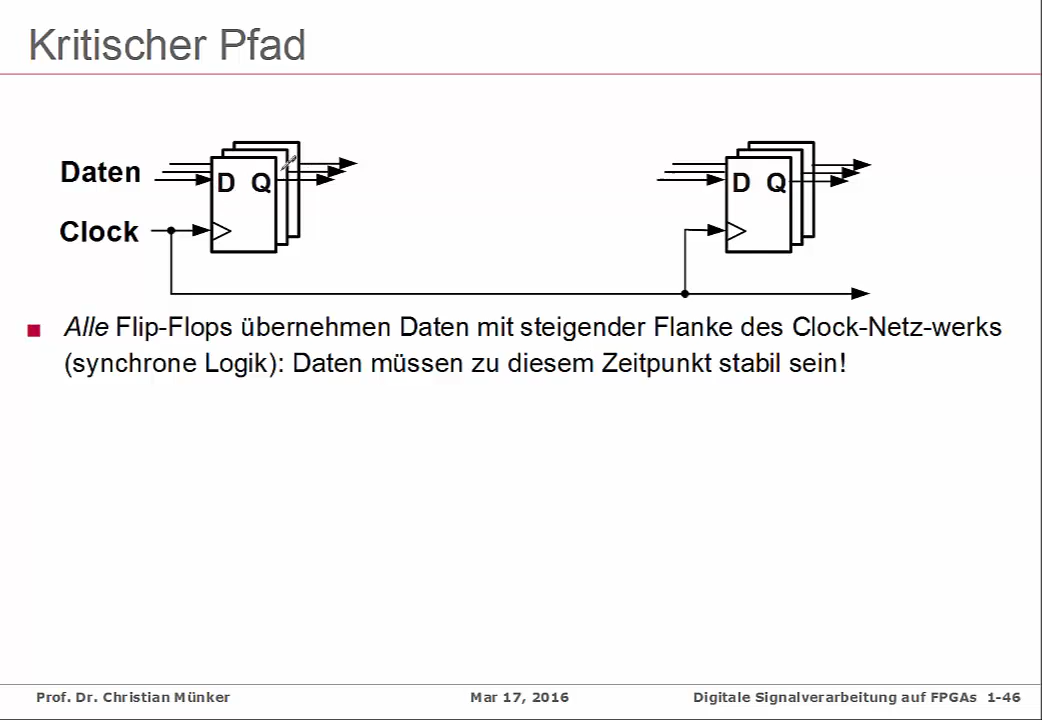 Kritischer Pfad
Daten
D Q
D Q
Clock
Alle Flip-Flops übernehmen Daten mit steigender Flanke des Clock-Netz-werks
(synchrone Logik): Daten müssen zu diesem Zeitpunkt stabil sein!
Prof. Dr. Christian Münker
Mar 17, 2016
Digitale Signalverarbeitung auf FPGAs 1-46